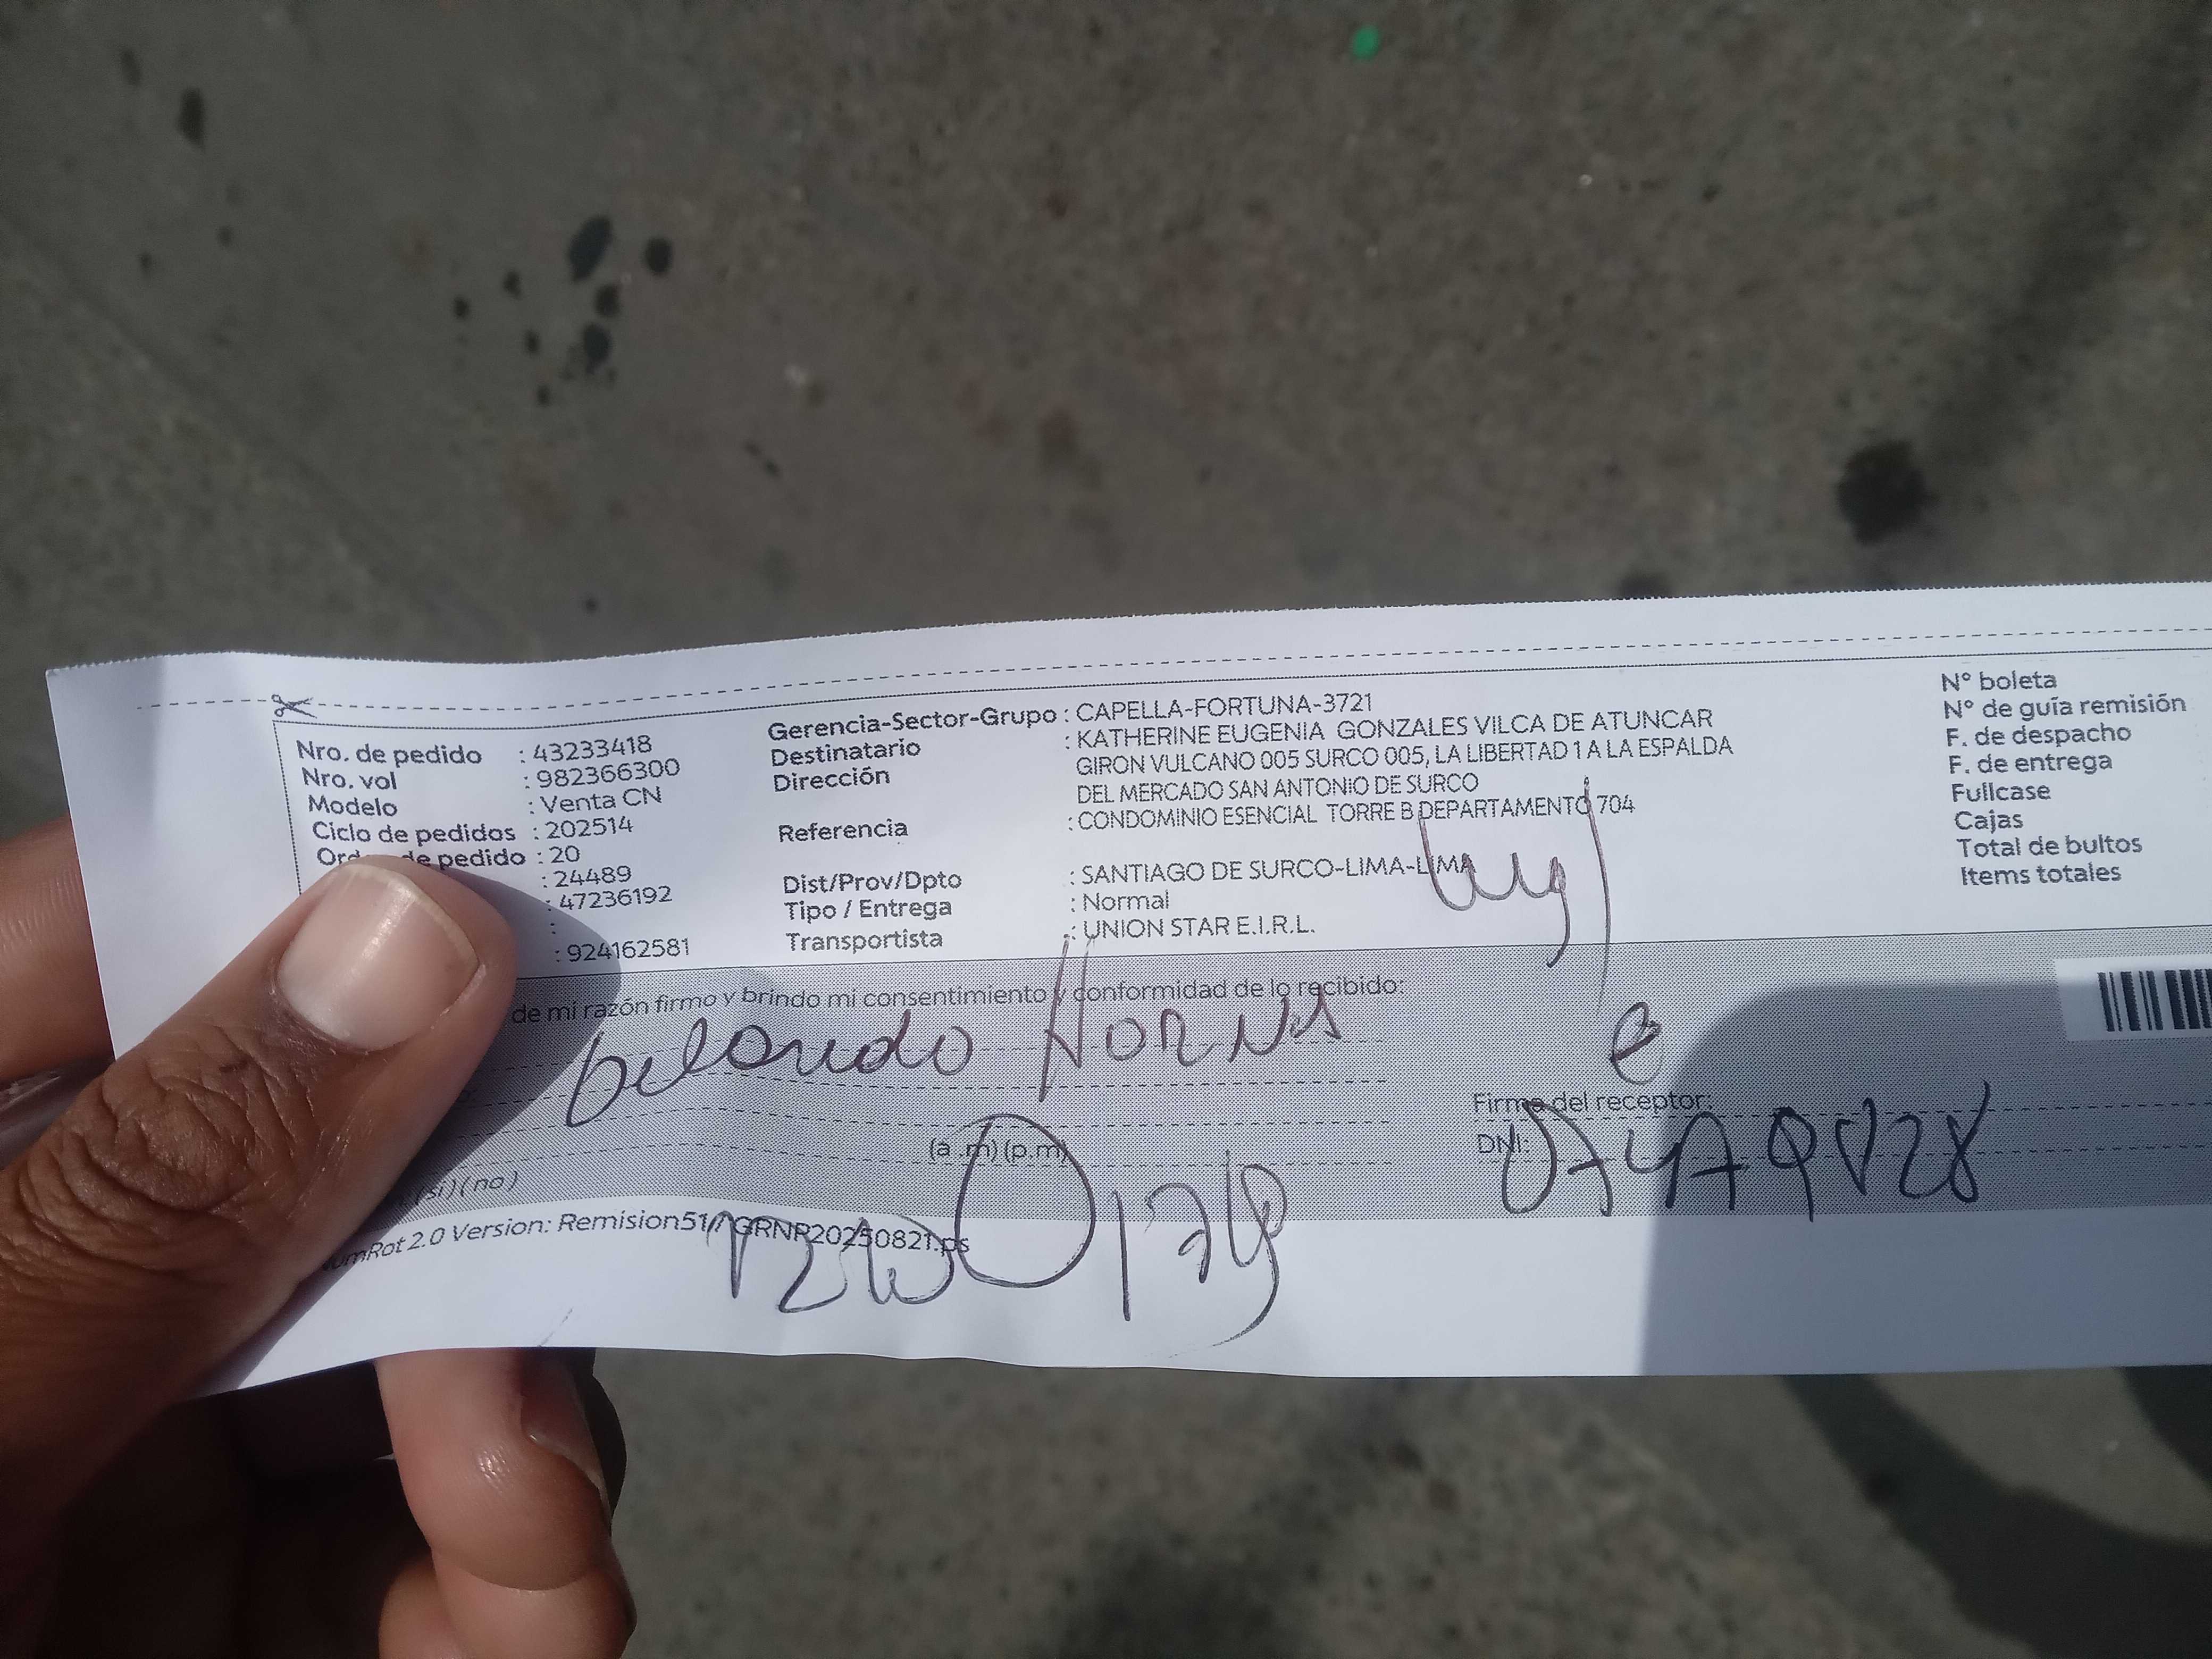 Nro. de pedido : 43233418
Nro. vol : 982366300
Modelo : Venta CN
Ciclo de pedidos : 202514
de pedido : 20
: 24489
: 47236192
:
: 924162581
Gerencia-Sector-Grupo : CAPELLA-FORTUNA-3721
Destinatario : KATHERINE EUGENIA GONZALES VILCA DE ATUNCAR
Dirección GIRON VULCANO 005 SURCO 005, LA LIBERTAD 1 A LA ESPALDA
DEL MERCADO SAN ANTONIO DE SURCO
Referencia : CONDOMINIO ESENCIAL TORRE B DEPARTAMENTO 704
Dist/Prov/Dpto : SANTIAGO DE SURCO-LIMA-LIMA
Tipo / Entrega : Normal
Transportista : UNION STAR E.I.R.L.
N° boleta
N° de guía remisión
F. de despacho
F. de entrega
Fullcase
Cajas
Total de bultos
Items totales
de mi razón firmo y brindo mi consentimiento y conformidad de lo recibido:
Firma del receptor:
(a .m) (p.m)
DNI:
(si) (no)
2.0 Version: Remision51/ GRNP20250821.ps